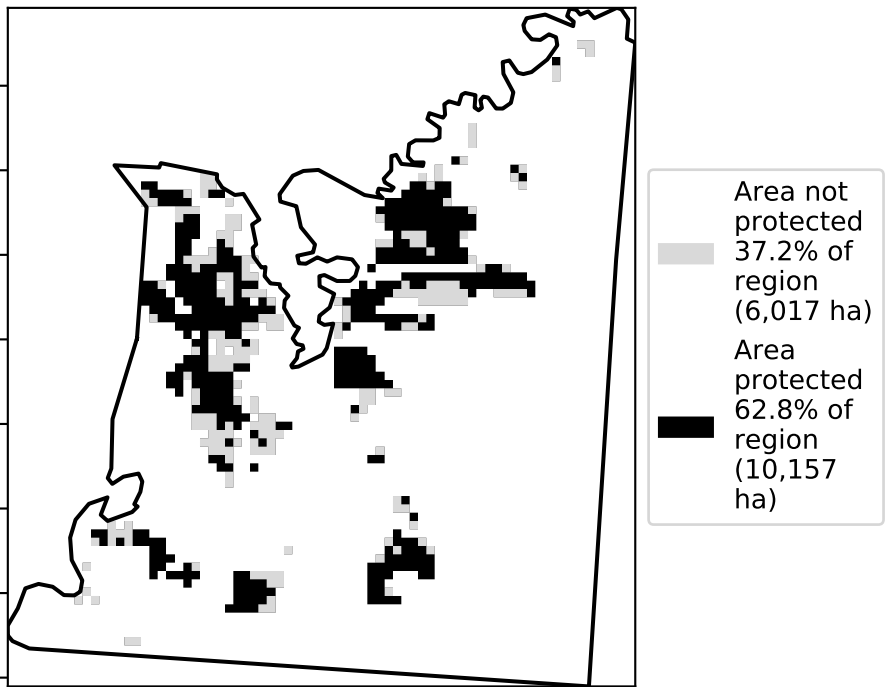 Area not
protected
37.2% of
region
(6,017 ha)
Area
protected
62.8% of
region
(10,157
ha)